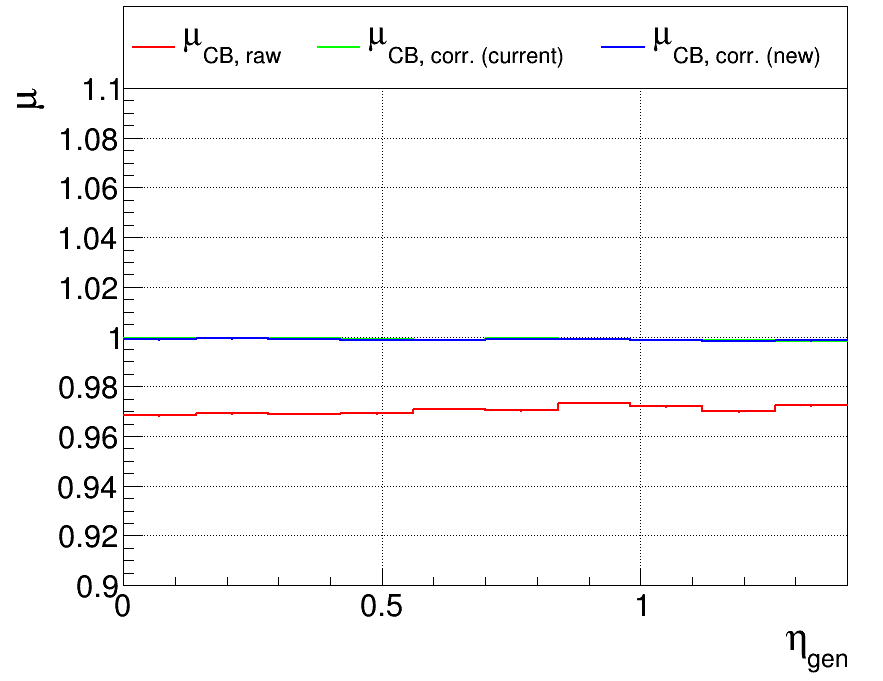 μCB, raw μCB, corr. (current) μCB, corr. (new)
μ
1.1
1.08
1.06
1.04
1.02
1
0.98
0.96
0.94
0.92
0.9
0 0.5 1
ηgen